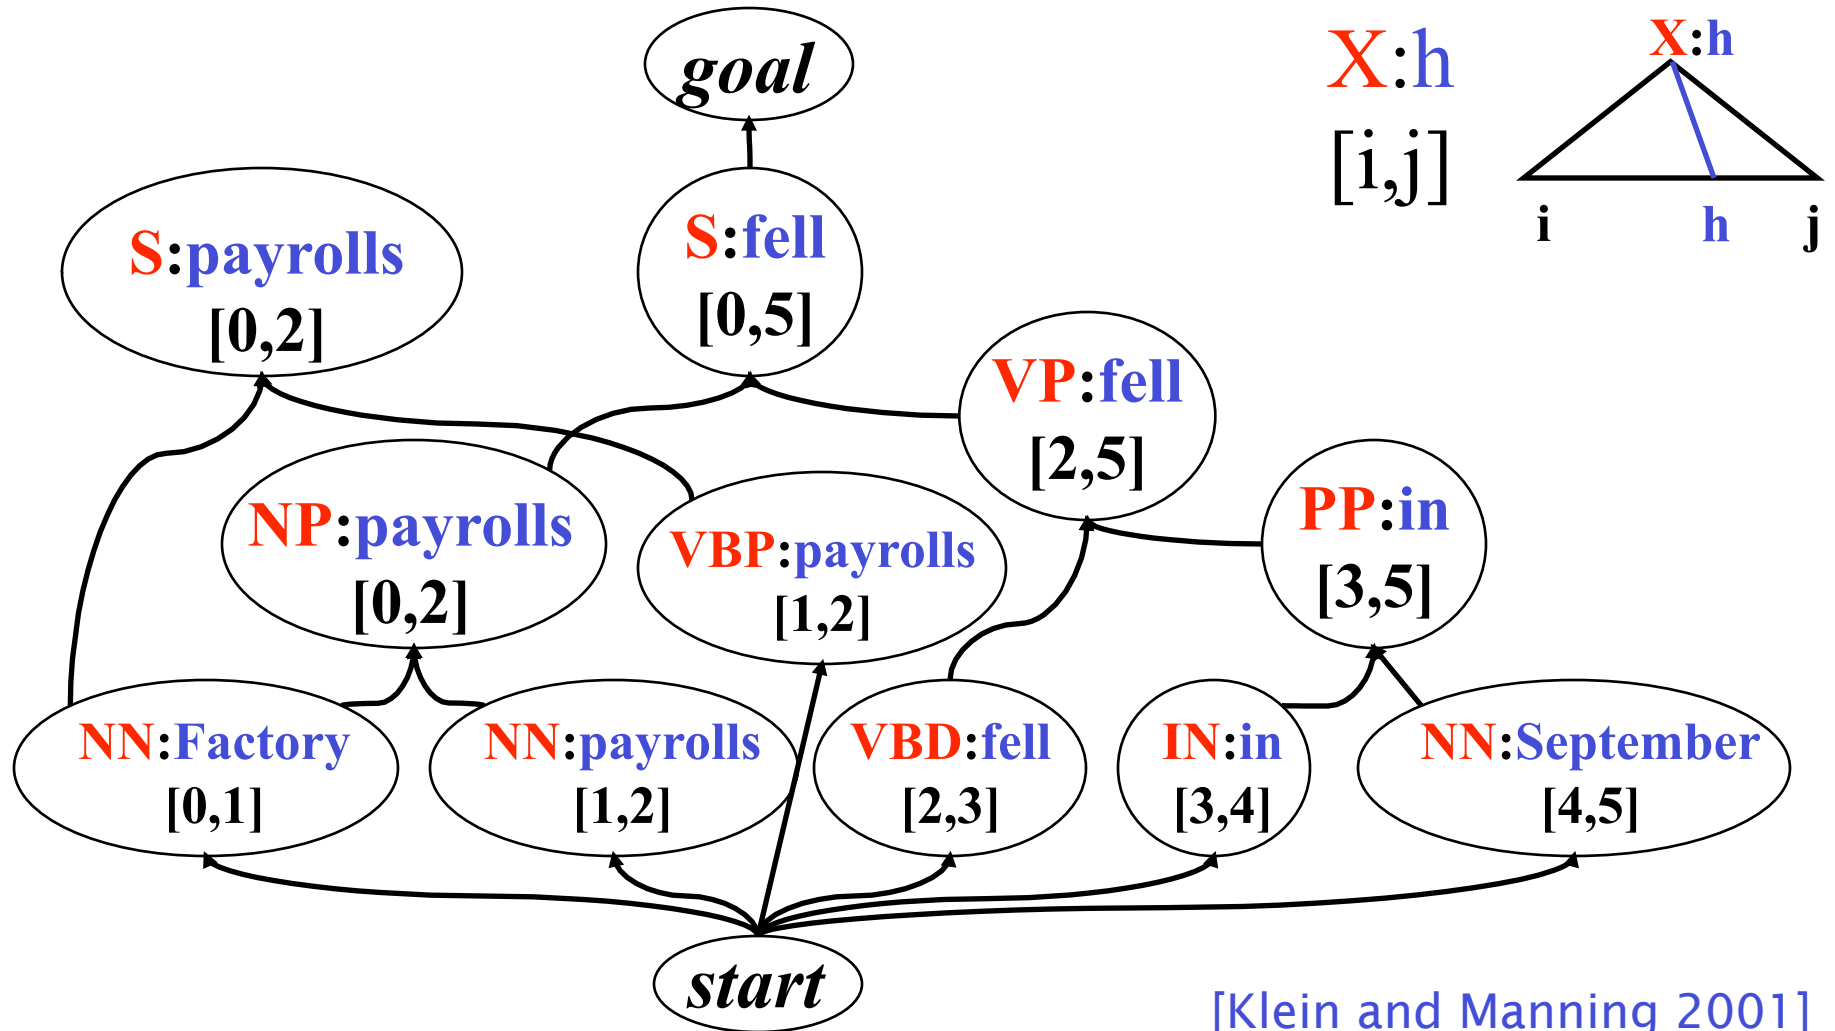 goal
X:h
[i,j]
X:h
i
h
j
S:payrolls
[0,2]
S:fell
[0,5]
VP:fell
[2,5]
NP:payrolls
[0,2]
VBP:payrolls
[1,2]
PP:in
[3,5]
NN:Factory
[0,1]
NN:payrolls
[1,2]
VBD:fell
[2,3]
IN:in
[3,4]
NN:September
[4,5]
start
[Klein and Manning 2001]